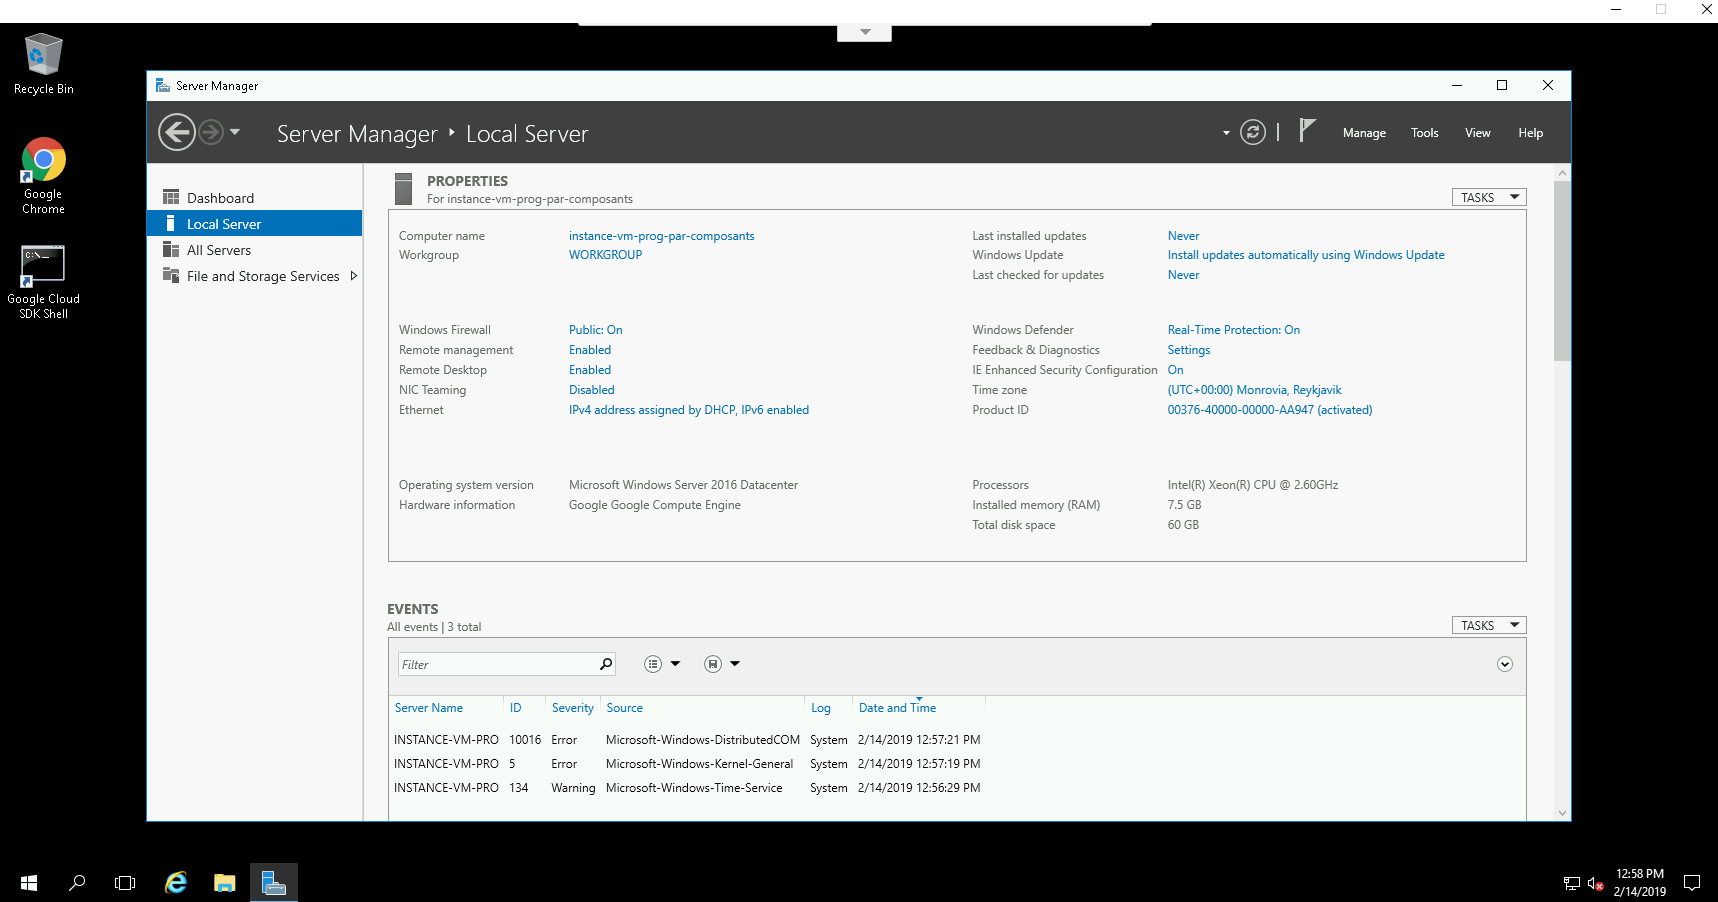 Recycle Bin
Google
Chrome
C:\._
Google Cloud
SDK Shell
Server Manager
Server Manager ‣ Local Server
Manage Tools View Help
Dashboard
Local Server
All Servers
File and Storage Services
PROPERTIES
For instance-vm-prog-par-composants
TASKS
Computer name instance-vm-prog-par-composants Last installed updates Never
Workgroup WORKGROUP Windows Update Install updates automatically using Windows Update
Last checked for updates Never
Windows Firewall Public: On Windows Defender Real-Time Protection: On
Remote management Enabled Feedback & Diagnostics Settings
Remote Desktop Enabled IE Enhanced Security Configuration On
NIC Teaming Disabled Time zone (UTC+00:00) Monrovia, Reykjavik
Ethernet IPv4 address assigned by DHCP, IPv6 enabled Product ID 00376-40000-00000-AA947 (activated)
Operating system version Microsoft Windows Server 2016 Datacenter Processors Intel(R) Xeon(R) CPU @ 2.60GHz
Hardware information Google Google Compute Engine Installed memory (RAM) 7.5 GB
Total disk space 60 GB
EVENTS
All events | 3 total
TASKS
Filter
Server Name ID Severity Source Log Date and Time
INSTANCE-VM-PRO 10016 Error Microsoft-Windows-DistributedCOM System 2/14/2019 12:57:21 PM
INSTANCE-VM-PRO 5 Error Microsoft-Windows-Kernel-General System 2/14/2019 12:57:19 PM
INSTANCE-VM-PRO 134 Warning Microsoft-Windows-Time-Service System 2/14/2019 12:56:29 PM
12:58 PM
2/14/2019